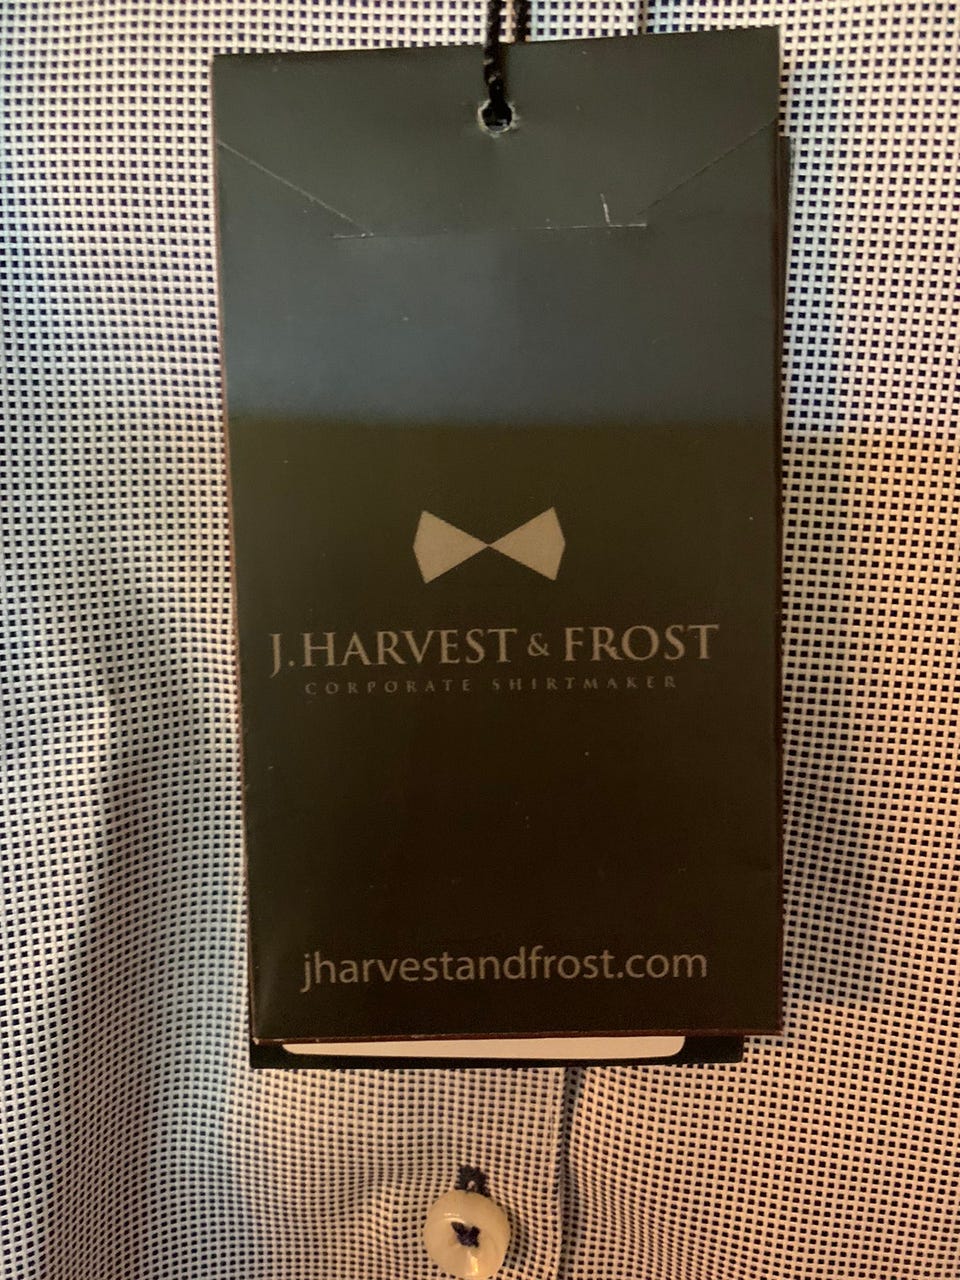 J.HARVEST & FROST
CORPORATE SHIRTMAKER
jharvestandfrost.com